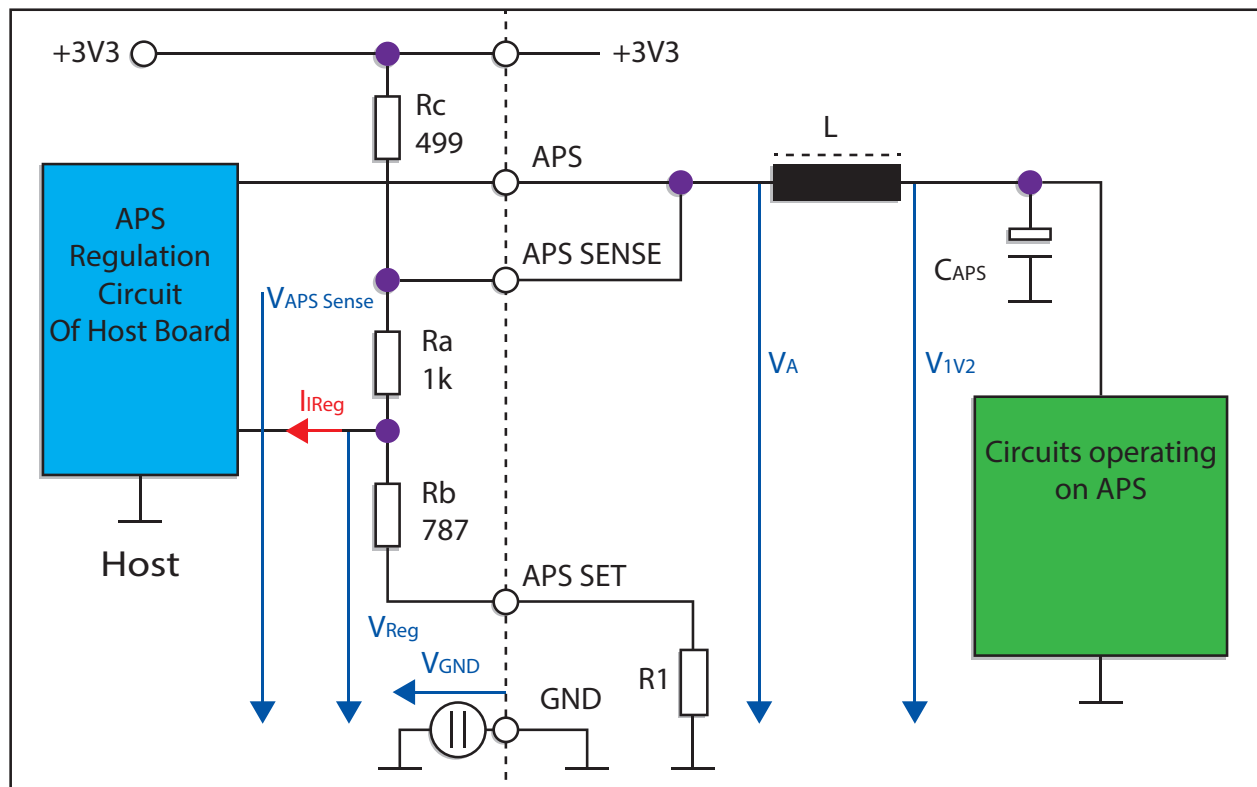 +3V3
+3V3
Rc
499
L
APS
APS
Regulation
Circuit
Of Host Board
APS SENSE
CAPS
VAPS Sense
Ra
1k
VA
V1V2
IIReg
Circuits operating
on APS
Rb
787
Host
APS SET
VReg
VGND
R1
GND